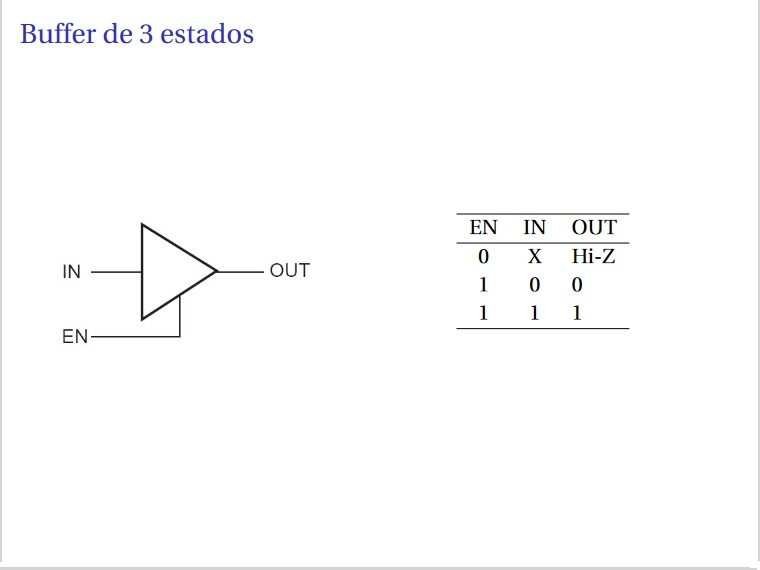 Buffer de 3 estados
IN
OUT
EN
EN IN OUT
0 X Hi-Z
1 0 0
1 1 1